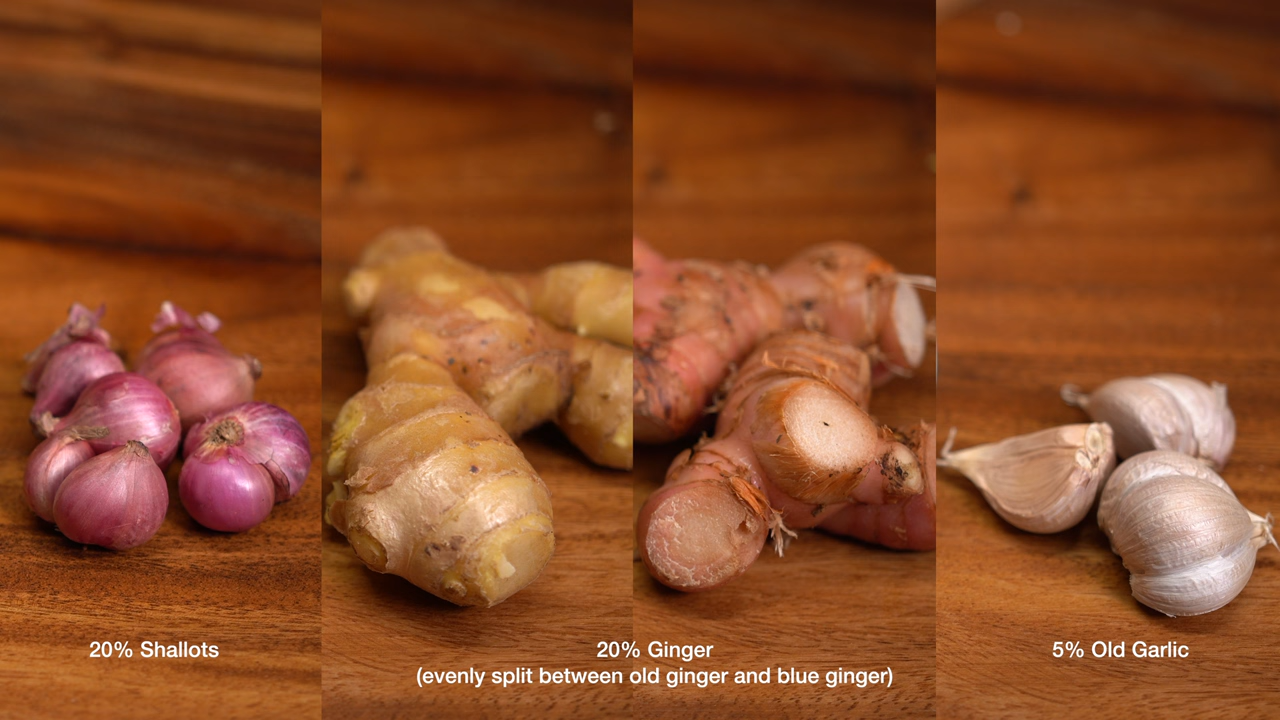 20% Shallots
20% Ginger
(evenly split between old ginger and blue ginger)
5% Old Garlic